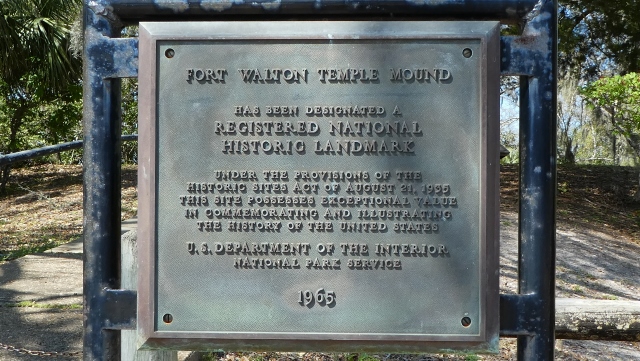 FORT WALTON TEMPLE MOUND
HAS BEEN DESIGNATED A
REGISTERED NATIONAL
HISTORIC LANDMARK
UNDER THE PROVISIONS OF THE
HISTORIC SITES ACT OF AUGUST 21, 1935
THIS SITE POSSESSES EXCEPTIONAL VALUE
IN COMMEMORATING AND ILLUSTRATING
THE HISTORY OF THE UNITED STATES
U.S. DEPARTMENT OF THE INTERIOR
NATIONAL PARK SERVICE
1965